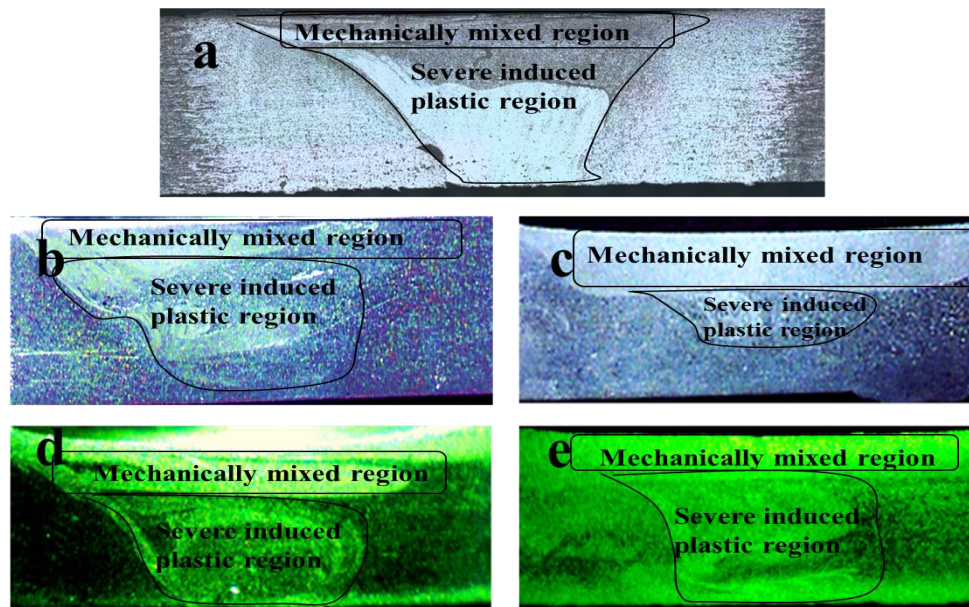 a
Mechanically mixed region
Severe induced
plastic region
b
Mechanically mixed region
Severe induced
plastic region
c
Mechanically mixed region
Severe induced
plastic region
d
Mechanically mixed region
Severe induced
plastic region
e
Mechanically mixed region
Severe induced
plastic region